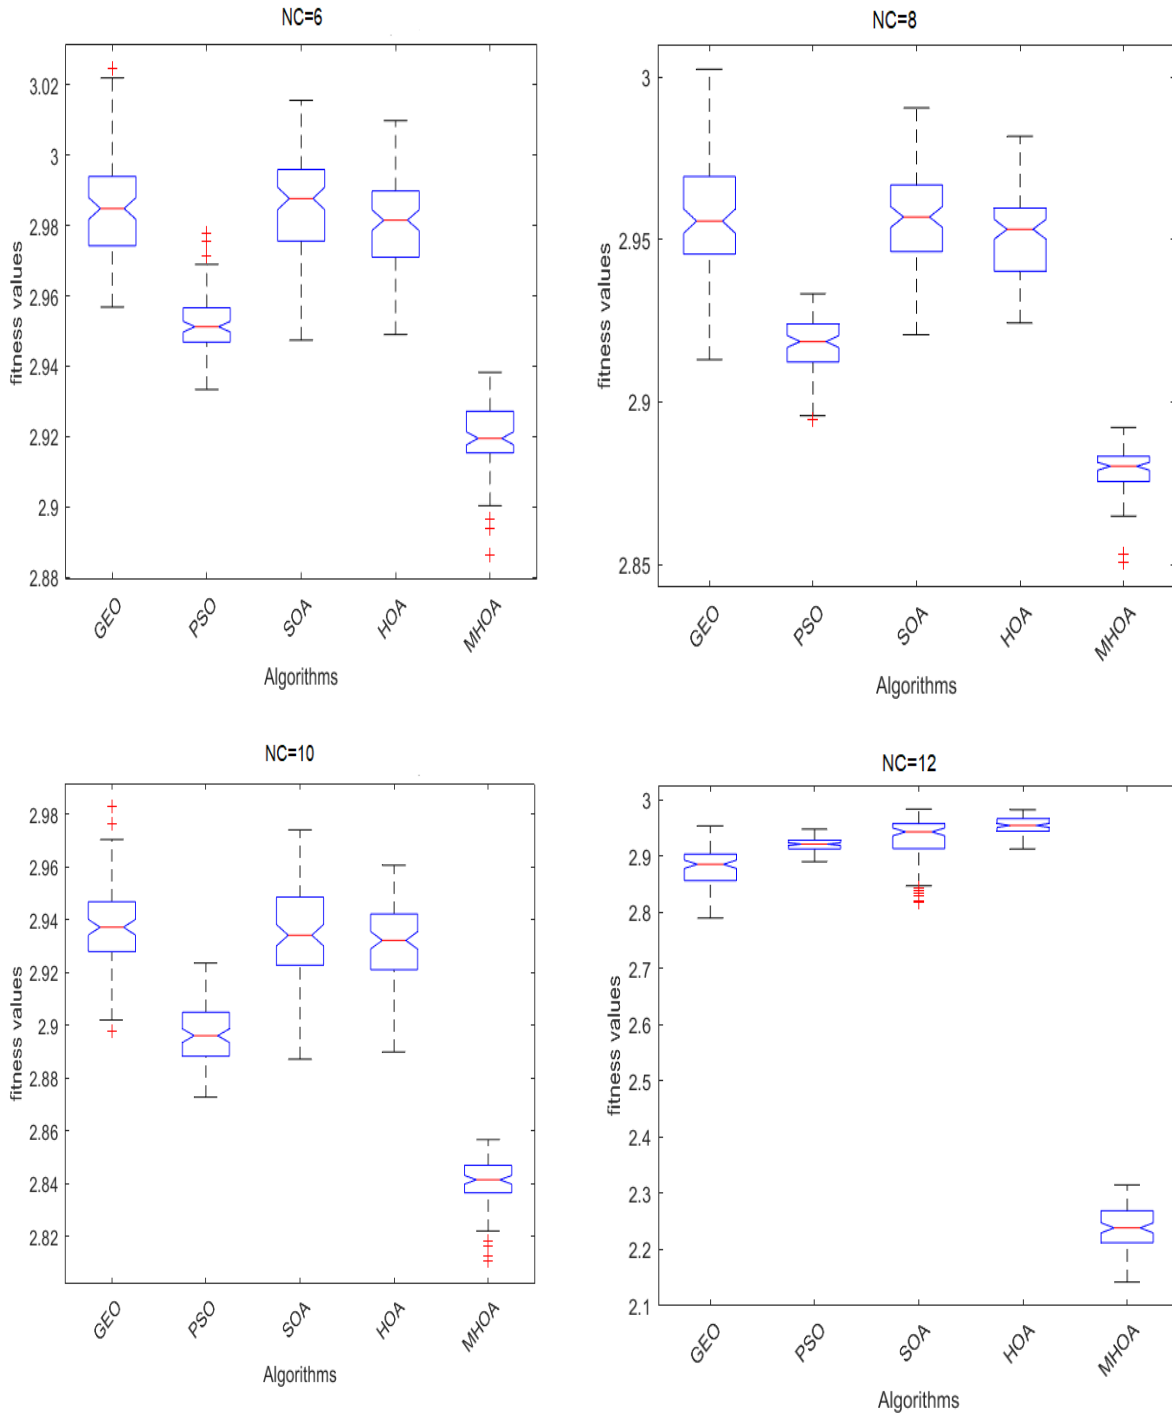 NC=6
3.02
3
2.98
2.96
2.94
2.92
2.9
2.88
fitness values
GEO
PSO
SOA
HOA
MHOA
Algorithms
NC=8
3
2.95
2.9
2.85
fitness values
GEO
PSO
SOA
HOA
MHOA
Algorithms
NC=10
2.98
2.96
2.94
2.92
2.9
2.88
2.86
2.84
2.82
fitness values
GEO
PSO
SOA
HOA
MHOA
Algorithms
NC=12
3
2.9
2.8
2.7
2.6
2.5
2.4
2.3
2.2
2.1
fitness values
GEO
PSO
SOA
HOA
MHOA
Algorithms